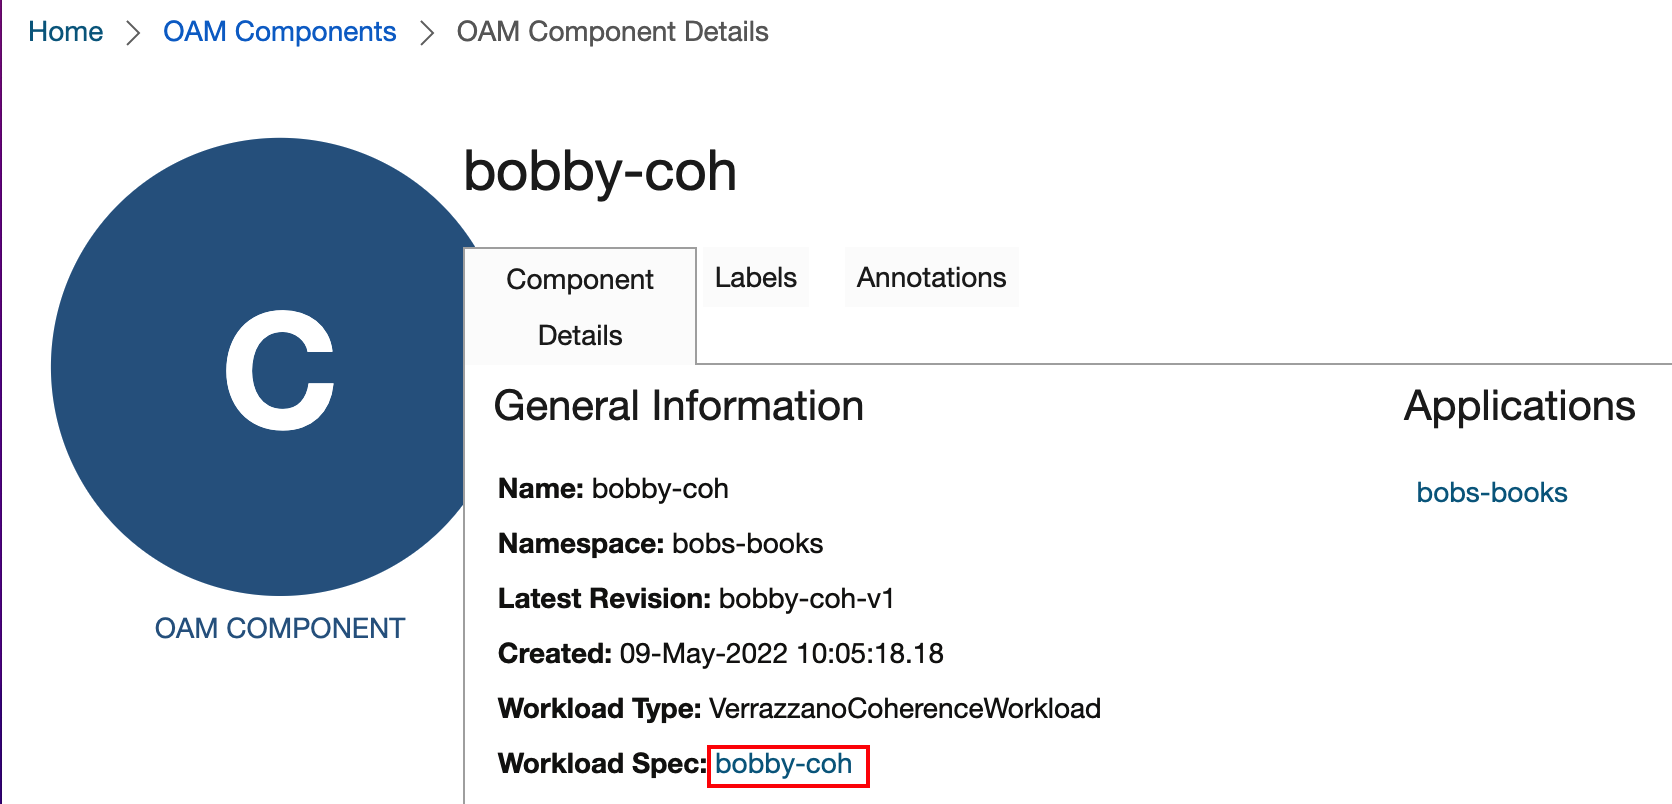 Home > OAM Components > OAM Component Details
bobby-coh
Component Details
Labels
Annotations
C
OAM COMPONENT
General Information
Name: bobby-coh
Namespace: bobs-books
Latest Revision: bobby-coh-v1
Created: 09-May-2022 10:05:18.18
Workload Type: VerrazzanoCoherenceWorkload
Workload Spec: bobby-coh
Applications
bobs-books